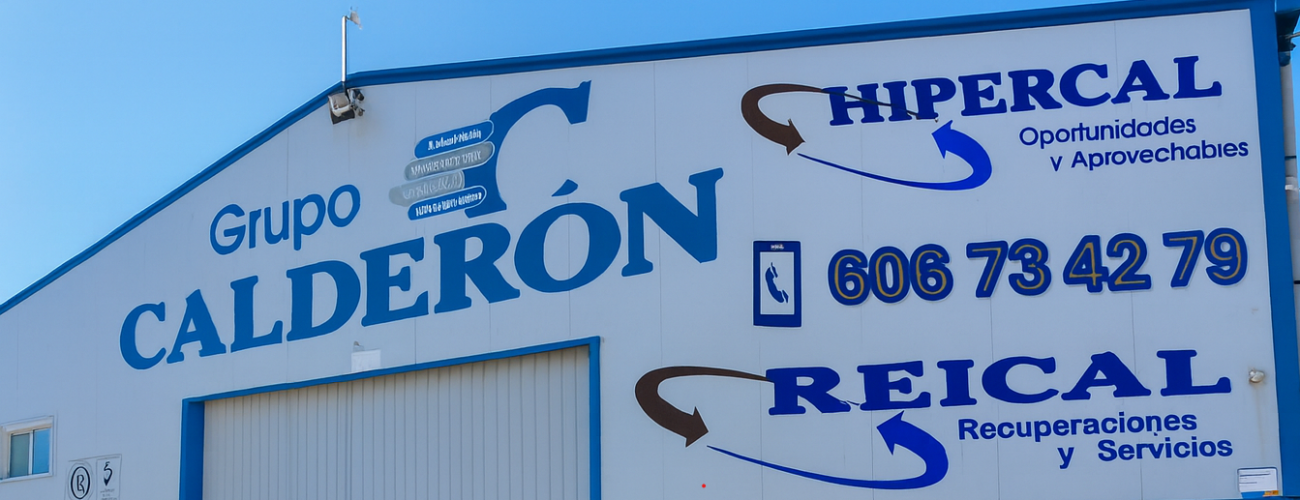 Grupo
CALDERÓN
HIPERCAL
Oportunidades
y Aprovechables
606 73 42 79
REICAL
Recuperaciones
y Servicios